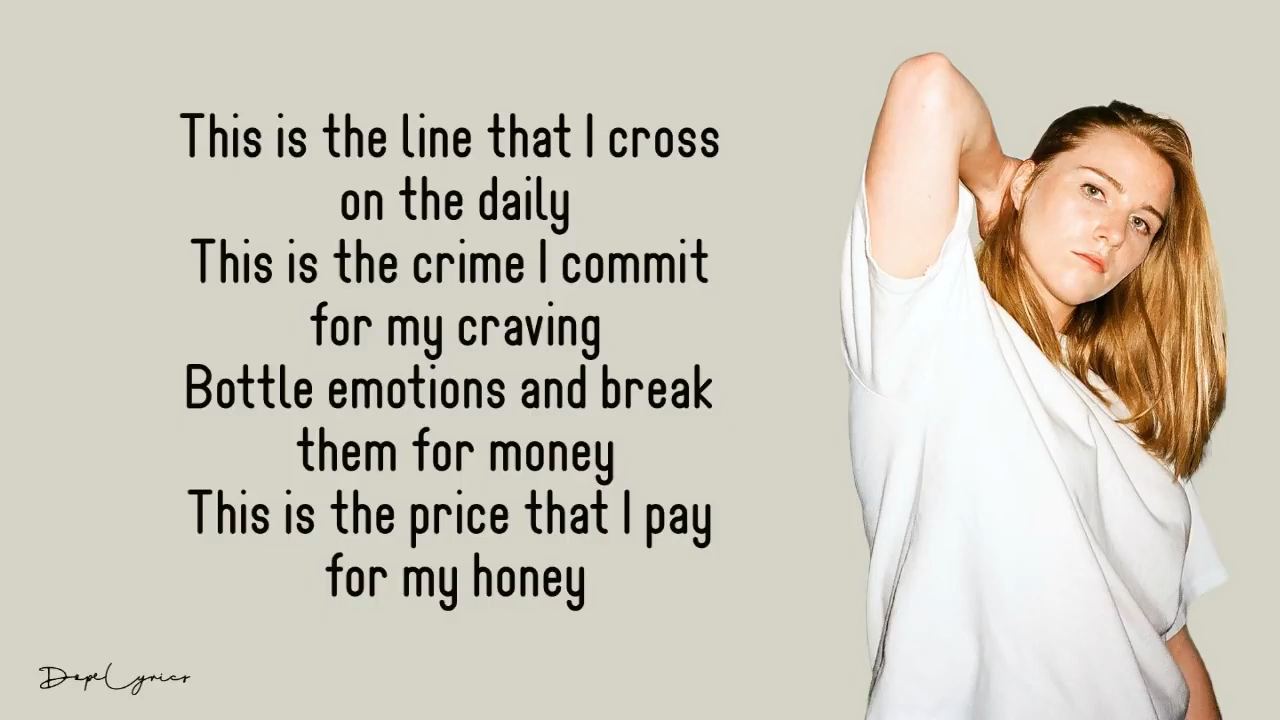 This is the line that I cross
on the daily
This is the crime I commit
for my craving
Bottle emotions and break
them for money
This is the price that I pay
for my honey
DopeLyrics